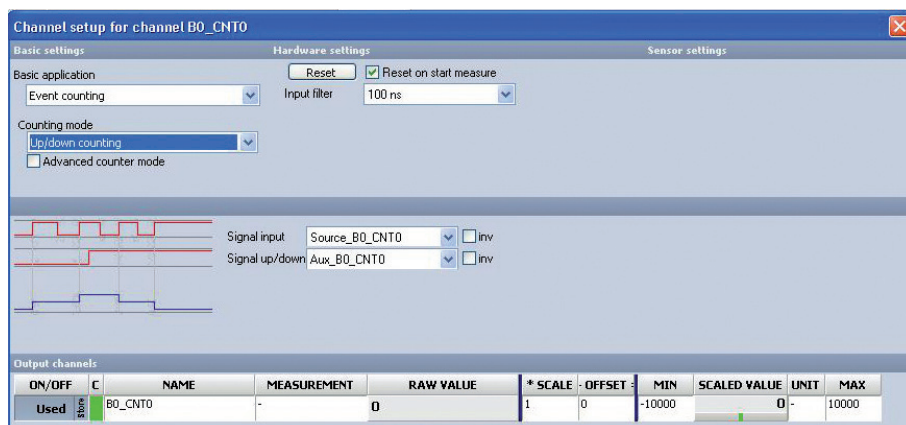 Channel setup for channel B0_CNT0
Basic settings Hardware settings Sensor settings
Basic application
Event counting
Counting mode
Up/down counting
Advanced counter mode
Reset Reset on start measure
Input filter 100 ns
Signal input Source_B0_CNT0 inv
Signal up/down Aux_B0_CNT0 inv
Output channels
ON/OFF C NAME MEASUREMENT RAW VALUE * SCALE - OFFSET = MIN SCALED VALUE UNIT MAX
Used Store B0_CNT0 - 0 1 0 -10000 0 - 10000